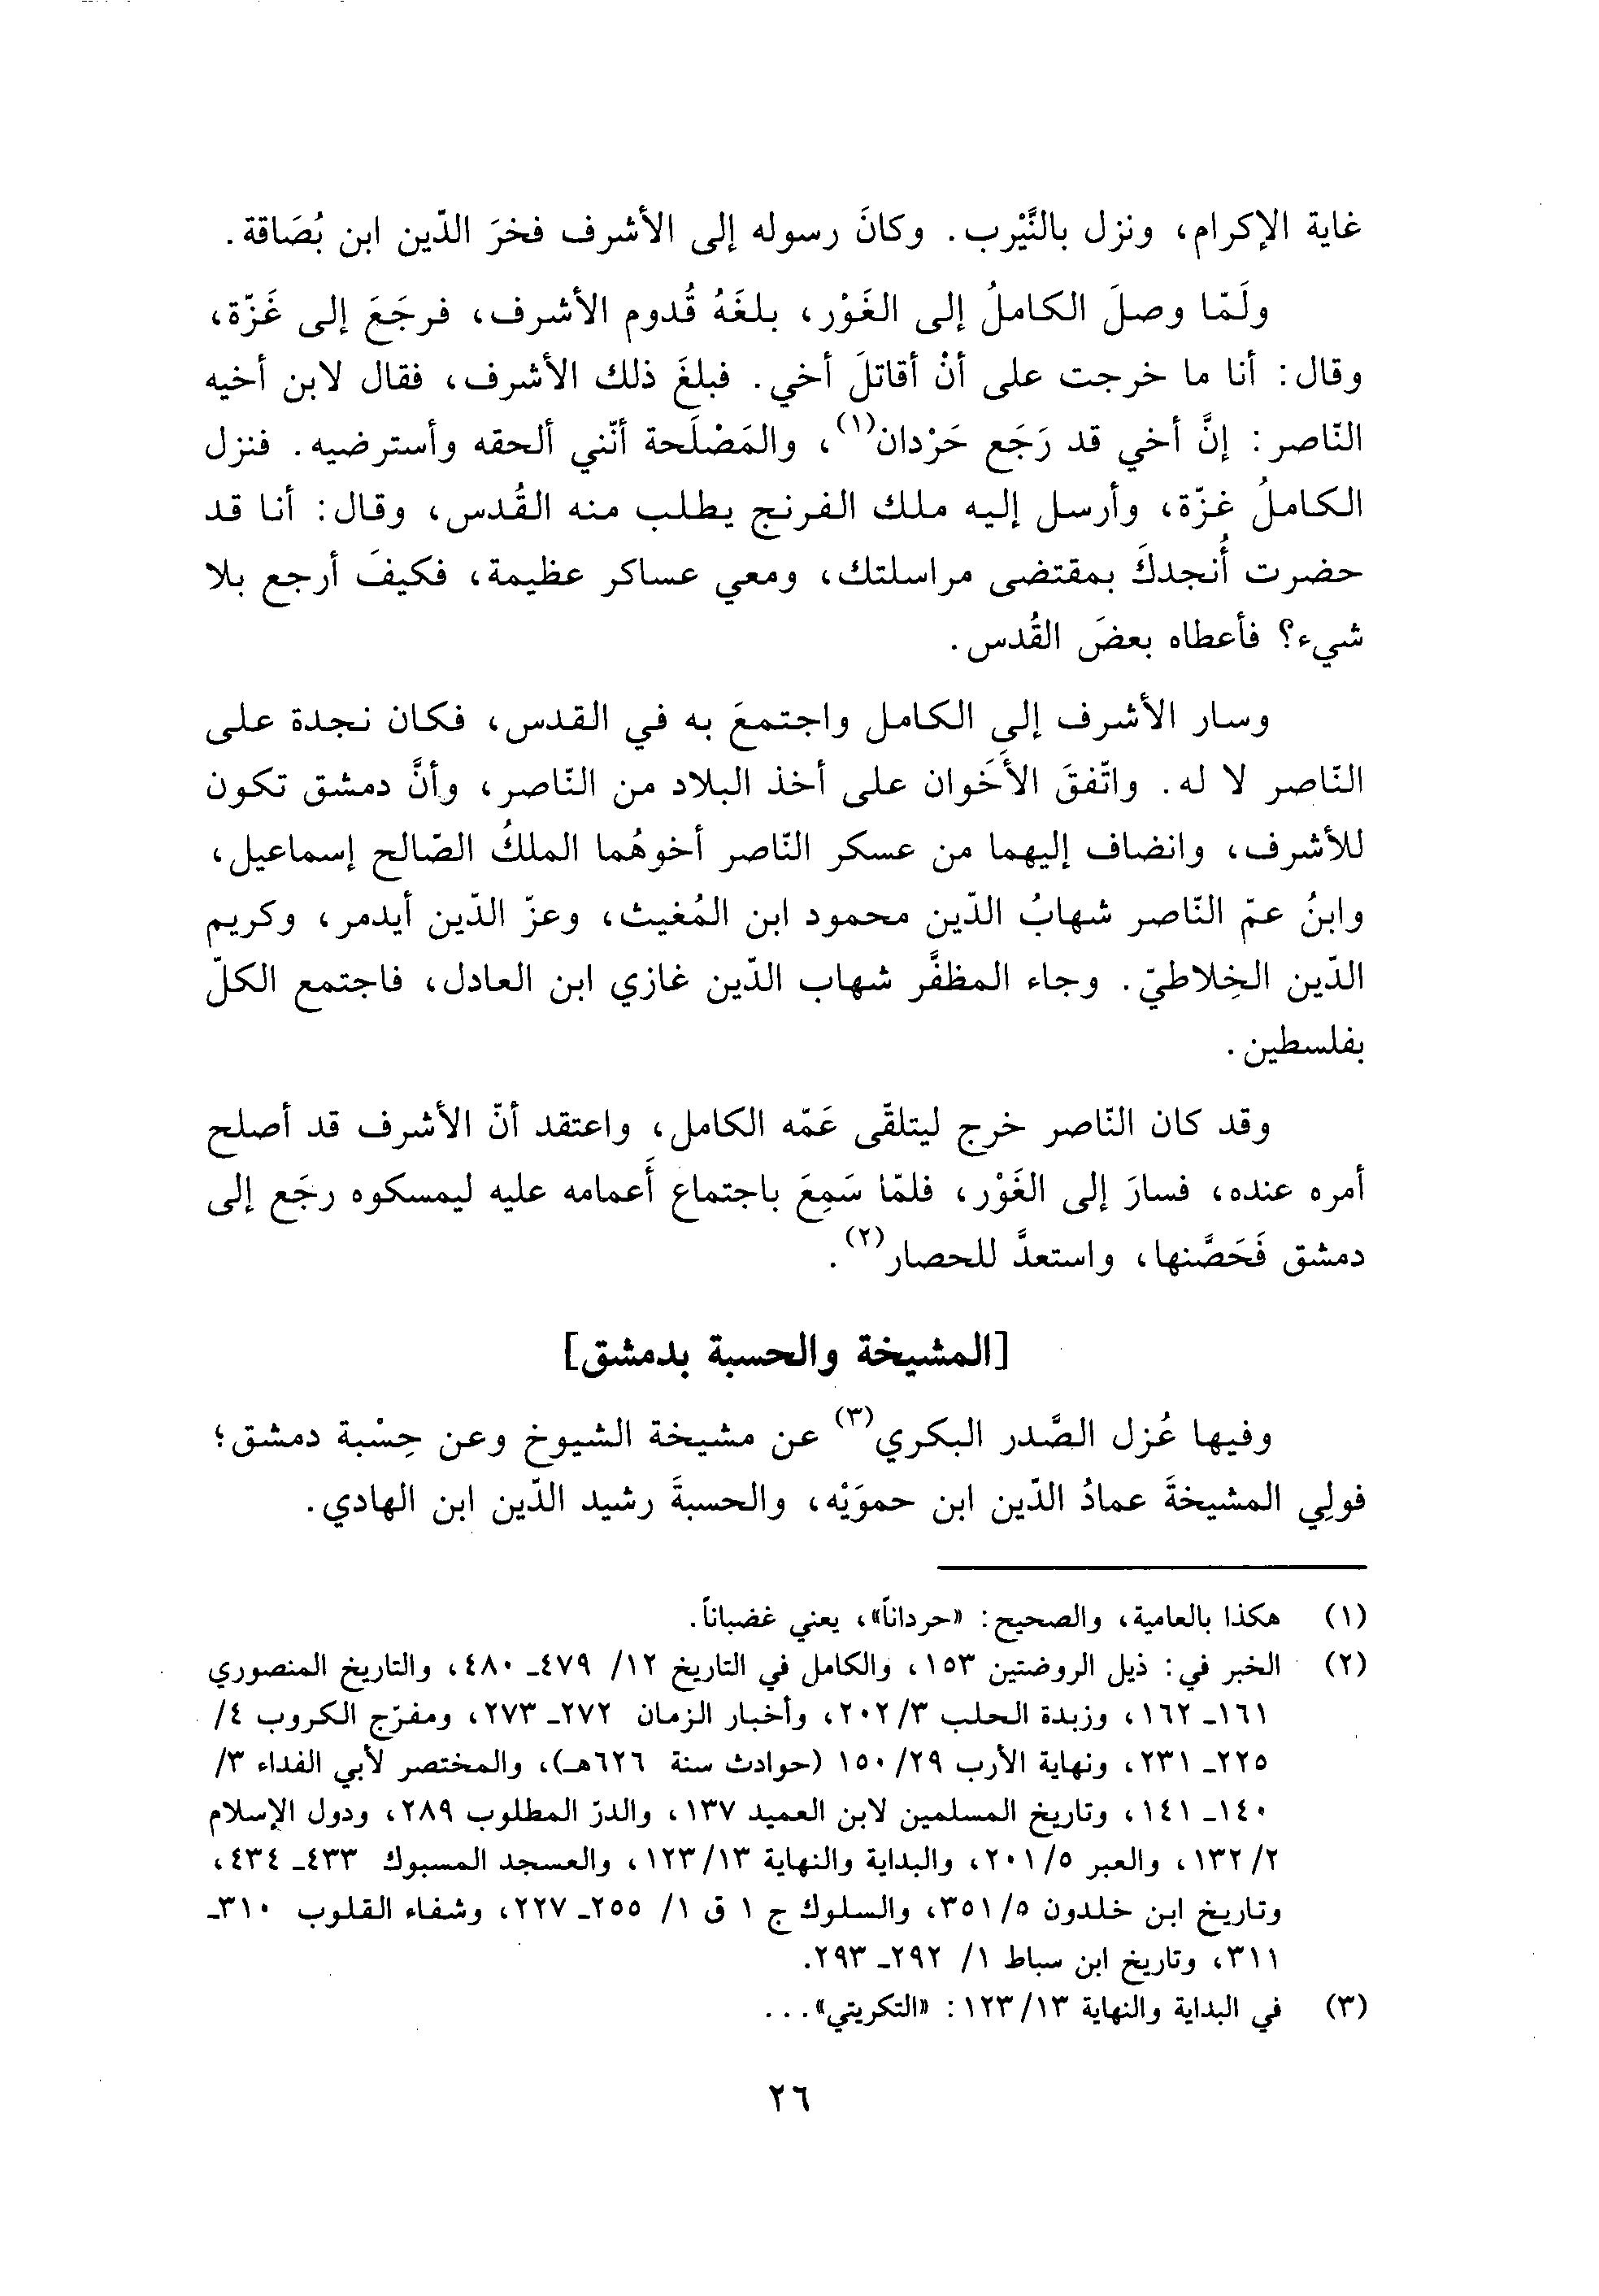 غاية الإكرام، ونزل بالنَّيْرب. وكانَ رسوله إلى الأشرف فخرَ الدّين ابن بُصَاقة.
ولَمّا وصلَ الكاملُ إلى الغَوْر، بلغَهُ قُدوم الأشرف، فرجَعَ إلى غَزّة،
وقال: أنا ما خرجت على أنْ أقاتلَ أخي. فبلغَ ذلك الأشرف، فقال لابن أخيه
النّاصر: إنَّ أخي قد رَجَع حَرْدان(١)، والمَصْلَحة أنّني ألحقه وأسترضيه. فنزل
الكاملُ غزّة، وأرسل إليه ملك الفرنج يطلب منه القُدس، وقال: أنا قد
حضرت أُنجدكَ بمقتضى مراسلتك، ومعي عساكر عظيمة، فكيفَ أرجع بلا
شيء؟ فأعطاه بعضَ القُدس.
وسار الأشرف إلى الكامل واجتمعَ به في القدس، فكان نجدة على
النّاصر لا له. واتّفقَ الأَخَوان على أخذ البلاد من النّاصر، وأنَّ دمشق تكون
للأشرف، وانضاف إليهما من عسكر النّاصر أخوهُما الملكُ الصّالح إسماعيل،
وابنُ عمّ النّاصر شهابُ الدّين محمود ابن المُغيث، وعزّ الدّين أيدمر، وكريم
الدّين الخِلاطيّ. وجاء المظفَّر شهاب الدّين غازي ابن العادل، فاجتمع الكلّ
بفلسطين.
وقد كان النّاصر خرج ليتلقّى عَمّه الكامل، واعتقد أنّ الأشرف قد أصلح
أمره عنده، فسارَ إلى الغَوْر، فلمّا سَمِعَ باجتماع أَعمامه عليه ليمسكوه رجَع إلى
دمشق فَحَصَّنها، واستعدَّ للحصار(٢).
[المشيخة والحسبة بدمشق]
وفيها عُزل الصَّدر البكري(٣) عن مشيخة الشيوخ وعن حِسْبة دمشق؛
فولِي المشيخةَ عمادُ الدّين ابن حموَيْه، والحسبةَ رشيد الدّين ابن الهادي.
(١) هكذا بالعامية، والصحيح: «حرداناً»، يعني غضباناً.
(٢) الخبر في: ذيل الروضتين ١٥٣، والكامل في التاريخ ١٢/ ٤٧٩ـ ٤٨٠، والتاريخ المنصوري
١٦١ـ ١٦٢، وزبدة الحلب ٢٠٢/٣، وأخبار الزمان ٢٧٢ـ ٢٧٣، ومفرّج الكروب ٤/
٢٢٥ـ ٢٣١، ونهاية الأرب ١٥٠/٢٩ (حوادث سنة ٦٢٦هـ)، والمختصر لأبي الفداء ٣/
١٤٠ـ ١٤١، وتاريخ المسلمين لابن العميد ١٣٧، والدرّ المطلوب ٢٨٩، ودول الإسلام
٢/ ١٣٢، والعبر ٢٠١/٥، والبداية والنهاية ١٢٣/١٣، والعسجد المسبوك ٤٣٣ـ ٤٣٤،
وتاريخ ابن خلدون ٣٥١/٥، والسلوك ج ١ ق ١/ ٢٥٥ـ ٢٢٧، وشفاء القلوب ٣١٠ـ
٣١١، وتاريخ ابن سباط ١/ ٢٩٢ـ ٢٩٣.
(٣) في البداية والنهاية ١٢٣/١٣: «التكريتي»...
٢٦